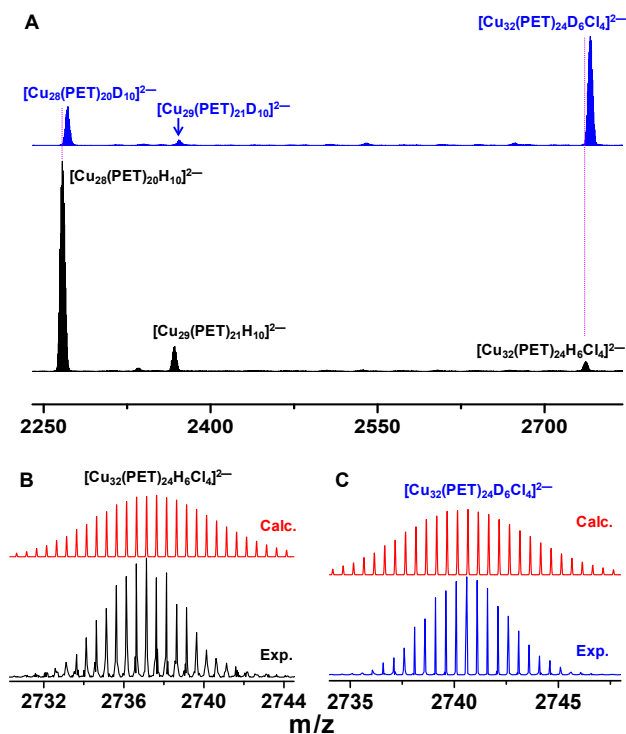 A
[Cu₃₂(PET)₂₄D₆Cl₄]²⁻
[Cu₂₈(PET)₂₀D₁₀]²⁻
[Cu₂₉(PET)₂₁D₁₀]²⁻
[Cu₂₈(PET)₂₀H₁₀]²⁻
[Cu₂₉(PET)₂₁H₁₀]²⁻
[Cu₃₂(PET)₂₄H₆Cl₄]²⁻
2250 2400 2550 2700
B [Cu₃₂(PET)₂₄H₆Cl₄]²⁻
Calc.
Exp.
2732 2736 2740 2744
C [Cu₃₂(PET)₂₄D₆Cl₄]²⁻
Calc.
Exp.
2735 2740 2745
m/z